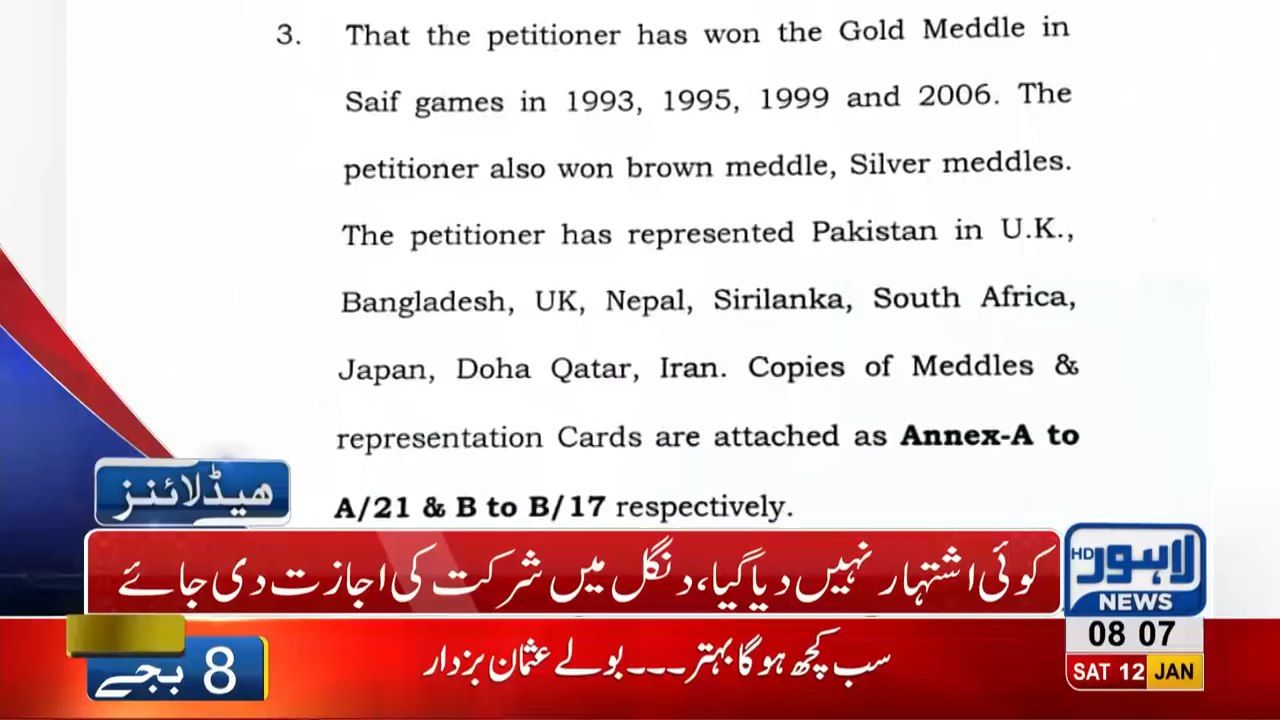 3. That the petitioner has won the Gold Meddle in
Saif games in 1993, 1995, 1999 and 2006. The
petitioner also won brown meddle, Silver meddles.
The petitioner has represented Pakistan in U.K.,
Bangladesh, UK, Nepal, Sirilanka, South Africa,
Japan, Doha Qatar, Iran. Copies of Meddles &
representation Cards are attached as Annex-A to
A/21 & B to B/17 respectively.
ھیڈلائنز
کوئی اشتہار نہیں دیا گیا، دنگل میں شرکت کی اجازت دی جائے
HD لاہور
NEWS
08 07
SAT 12 JAN
سب کچھ ہوگا بہتر۔۔۔بولے عثمان بزدار
8 بجے